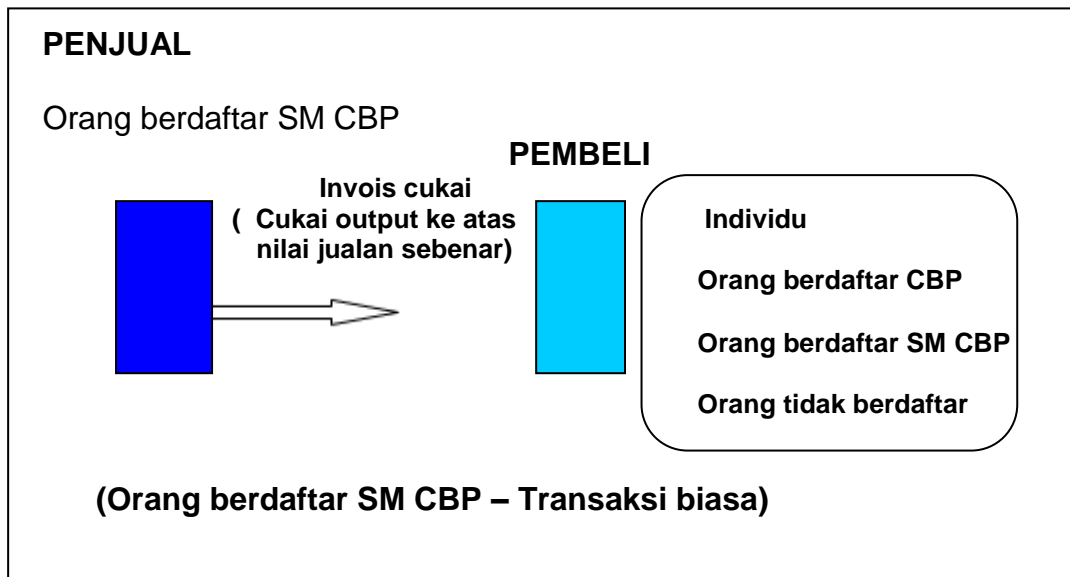 PENJUAL
Orang berdaftar SM CBP
PEMBELI
Invois cukai
( Cukai output ke atas
nilai jualan sebenar)
Individu
Orang berdaftar CBP
Orang berdaftar SM CBP
Orang tidak berdaftar
(Orang berdaftar SM CBP – Transaksi biasa)